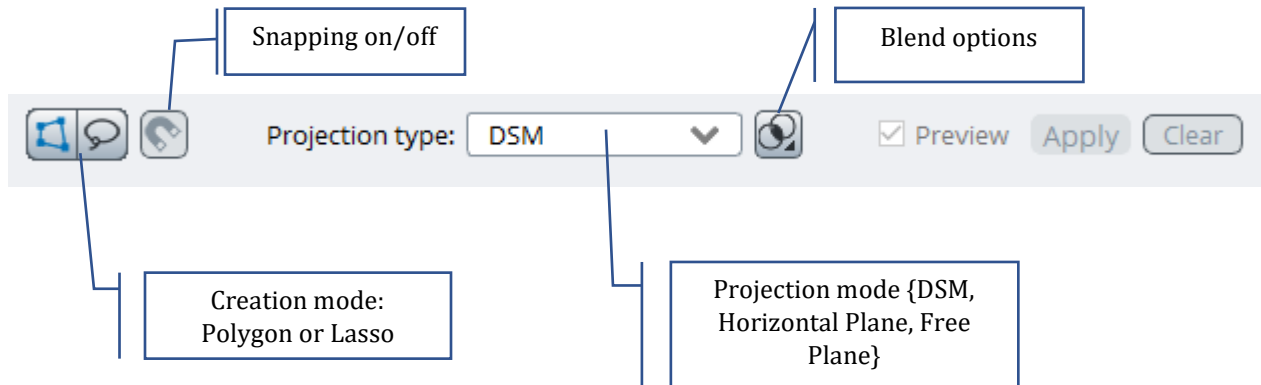 Snapping on/off
Blend options
Projection type: DSM Preview Apply Clear
Creation mode:
Polygon or Lasso
Projection mode {DSM,
Horizontal Plane, Free
Plane}